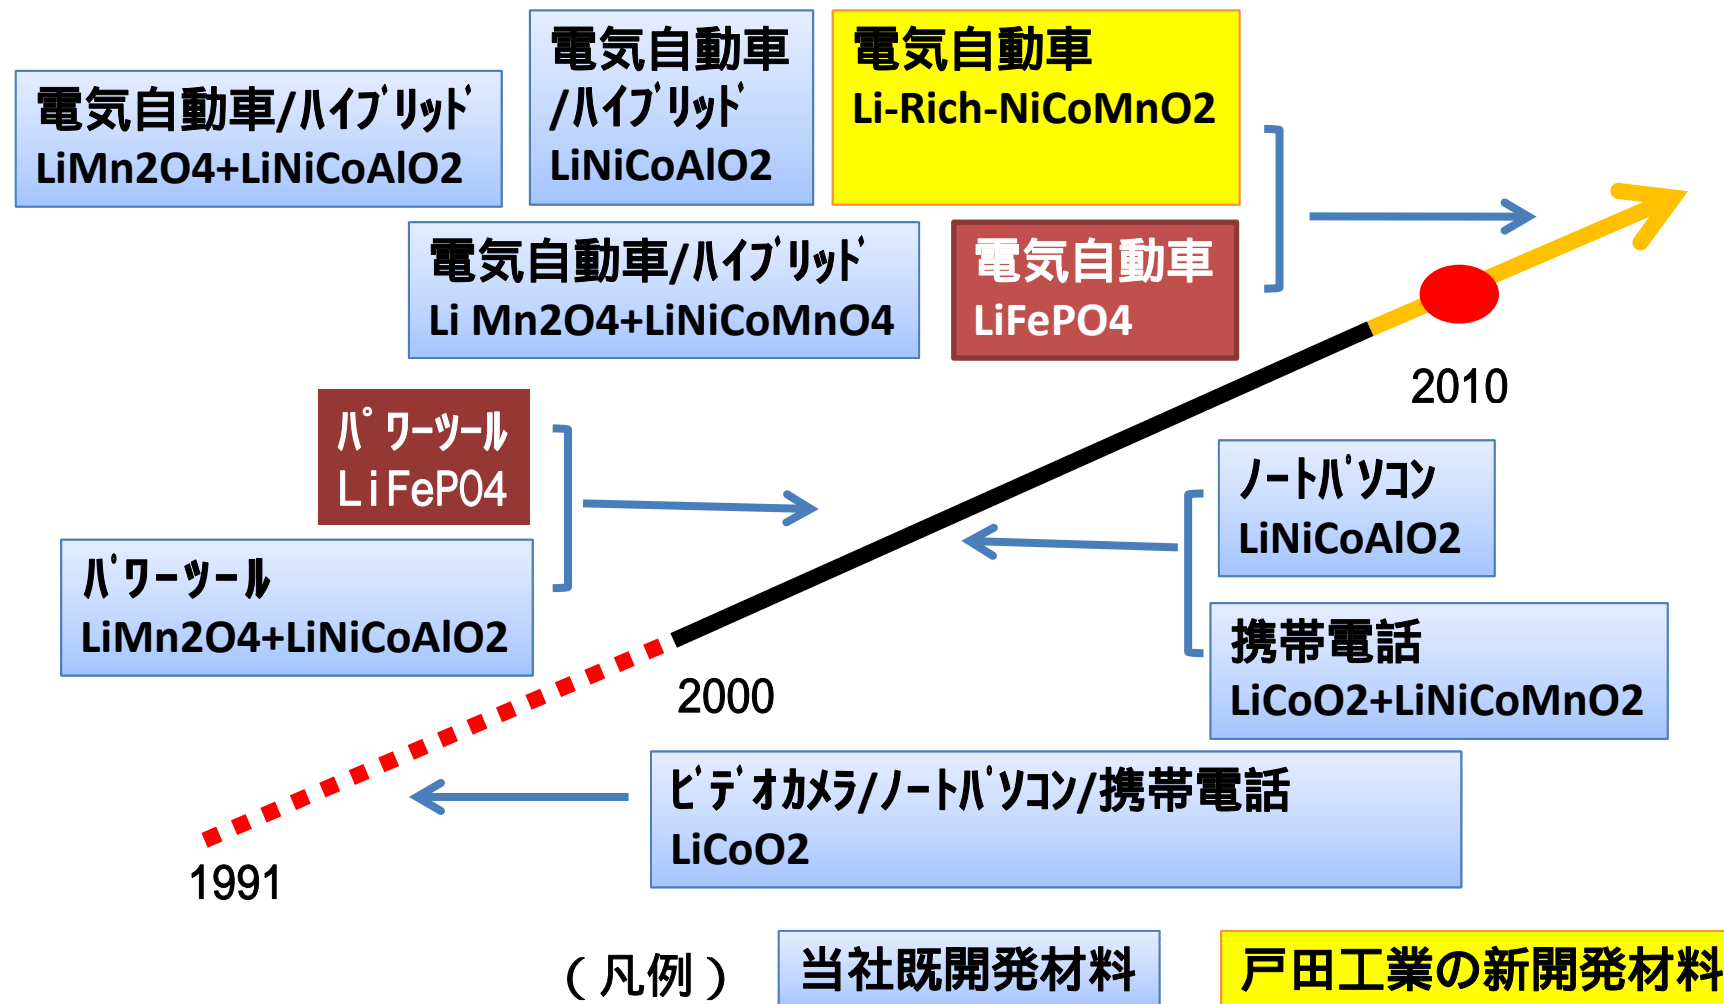 電気自動車/ﾊｲﾌﾞﾘｯﾄﾞ
LiMn2O4+LiNiCoAlO2
電気自動車
/ﾊｲﾌﾞﾘｯﾄﾞ
LiNiCoAlO2
電気自動車
Li-Rich-NiCoMnO2
電気自動車/ﾊｲﾌﾞﾘｯﾄﾞ
Li Mn2O4+LiNiCoMnO4
電気自動車
LiFePO4
2010
ﾊﾟﾜｰﾂｰﾙ
ＬｉFePO4
ﾊﾟﾜｰﾂｰﾙ
LiMn2O4+LiNiCoAlO2
ﾉｰﾄﾊﾟｿｺﾝ
LiNiCoAlO2
携帯電話
LiCoO2+LiNiCoMnO2
2000
ﾋﾞﾃﾞｵｶﾒﾗ/ﾉｰﾄﾊﾟｿｺﾝ/携帯電話
LiCoO2
1991
（凡例）
当社既開発材料
戸田工業の新開発材料